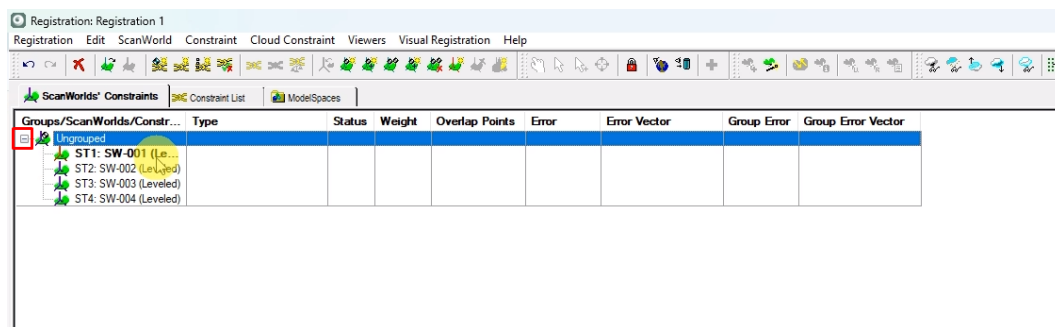 Registration: Registration 1
Registration Edit ScanWorld Constraint Cloud Constraint Viewers Visual Registration Help
ScanWorlds' Constraints Constraint List ModelSpaces
Groups/ScanWorlds/Constr... Type Status Weight Overlap Points Error Error Vector Group Error Group Error Vector
Ungrouped
ST1: SW-001 (Le...
ST2: SW-002 (Leveled)
ST3: SW-003 (Leveled)
ST4: SW-004 (Leveled)